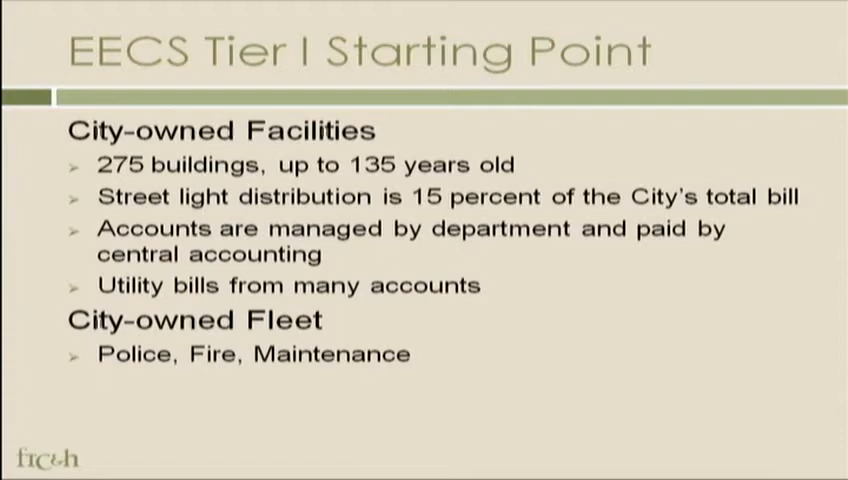 EECS Tier I Starting Point
City-owned Facilities
275 buildings, up to 135 years old
Street light distribution is 15 percent of the City's total bill
Accounts are managed by department and paid by
central accounting
Utility bills from many accounts
City-owned Fleet
Police, Fire, Maintenance